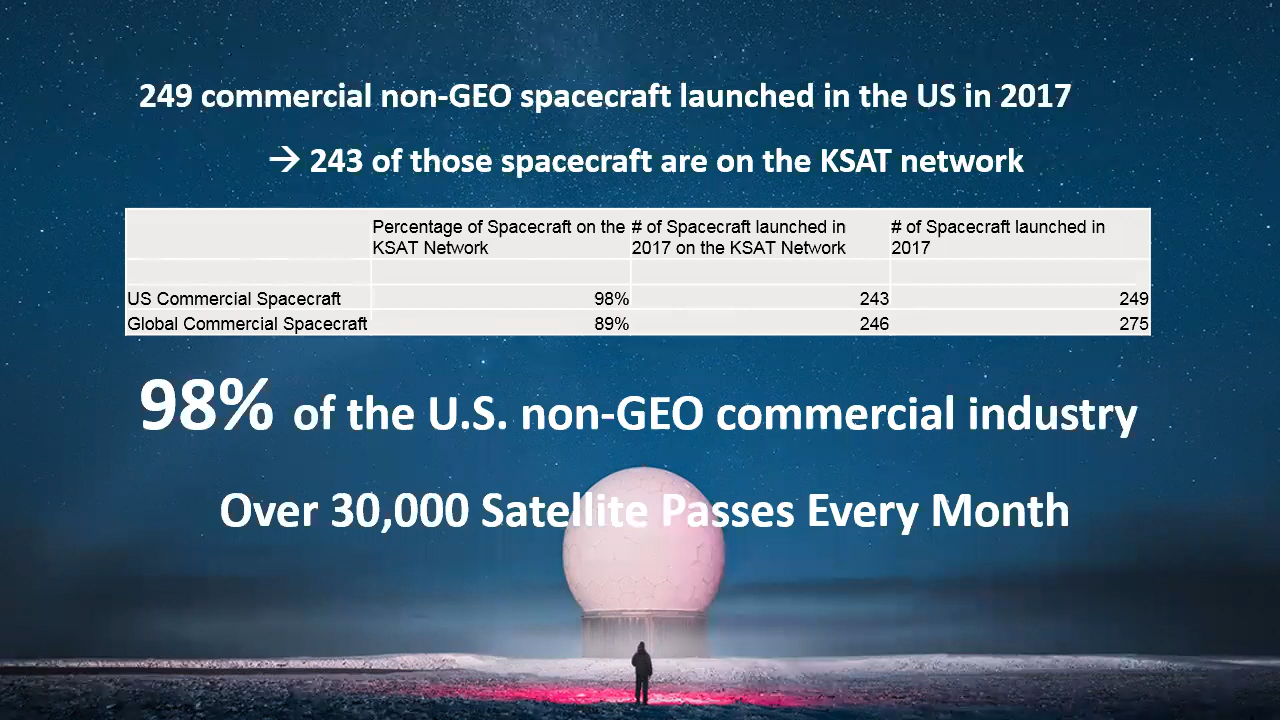 249 commercial non-GEO spacecraft launched in the US in 2017
→ 243 of those spacecraft are on the KSAT network
Percentage of Spacecraft on the # of Spacecraft launched in # of Spacecraft launched in
KSAT Network 2017 on the KSAT Network 2017
US Commercial Spacecraft 98% 243 249
Global Commercial Spacecraft 89% 246 275
98% of the U.S. non-GEO commercial industry
Over 30,000 Satellite Passes Every Month